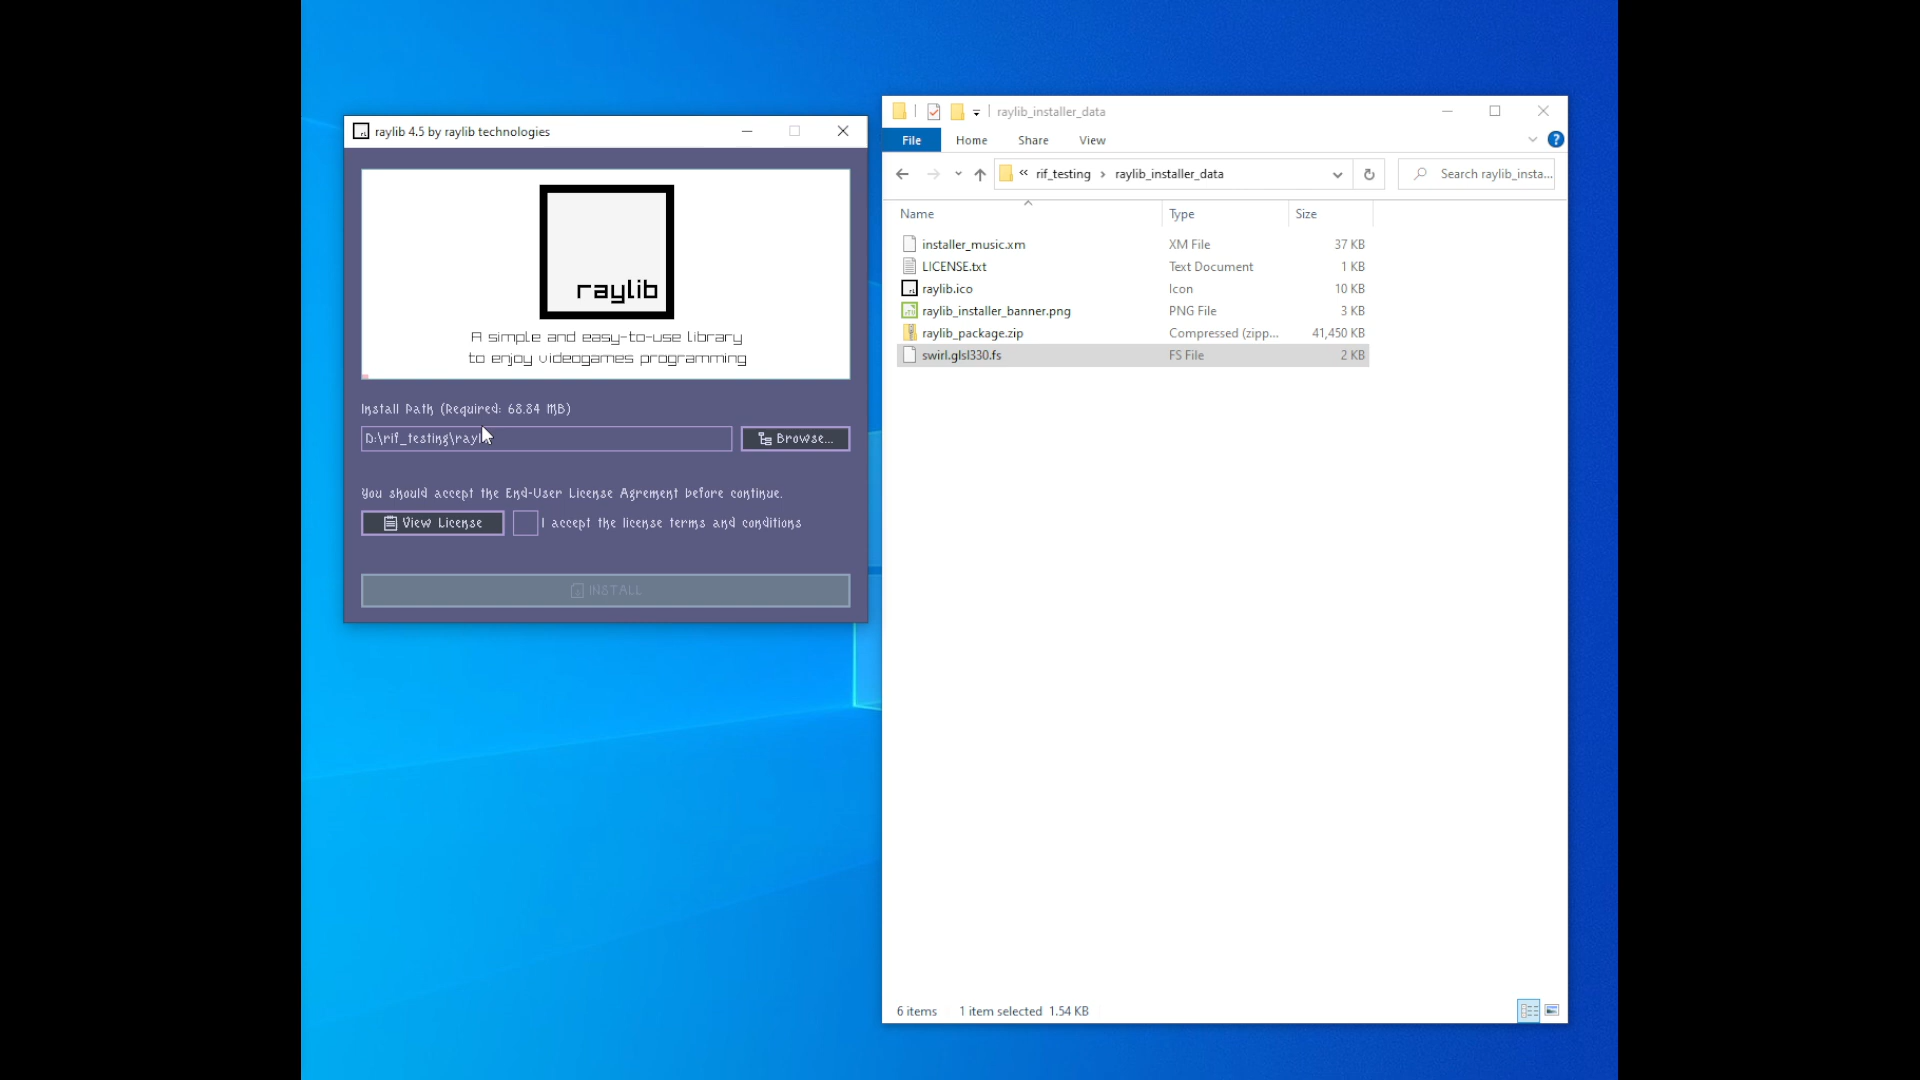 raylib 4.5 by raylib technologies
raylib
A simple and easy-to-use library
to enjoy videogames programming
Install Path (Required: 68.84 MB)
D:\rif_testing\rayl
Browse...
You should accept the End-User License Agrement before continue.
View License
I accept the license terms and conditions
INSTALL
raylib_installer_data
File Home Share View
« rif_testing › raylib_installer_data
Search raylib_insta...
Name Type Size
installer_music.xm XM File 37 KB
LICENSE.txt Text Document 1 KB
raylib.ico Icon 10 KB
raylib_installer_banner.png PNG File 3 KB
raylib_package.zip Compressed (zipp... 41,450 KB
swirl.glsl330.fs FS File 2 KB
6 items 1 item selected 1.54 KB